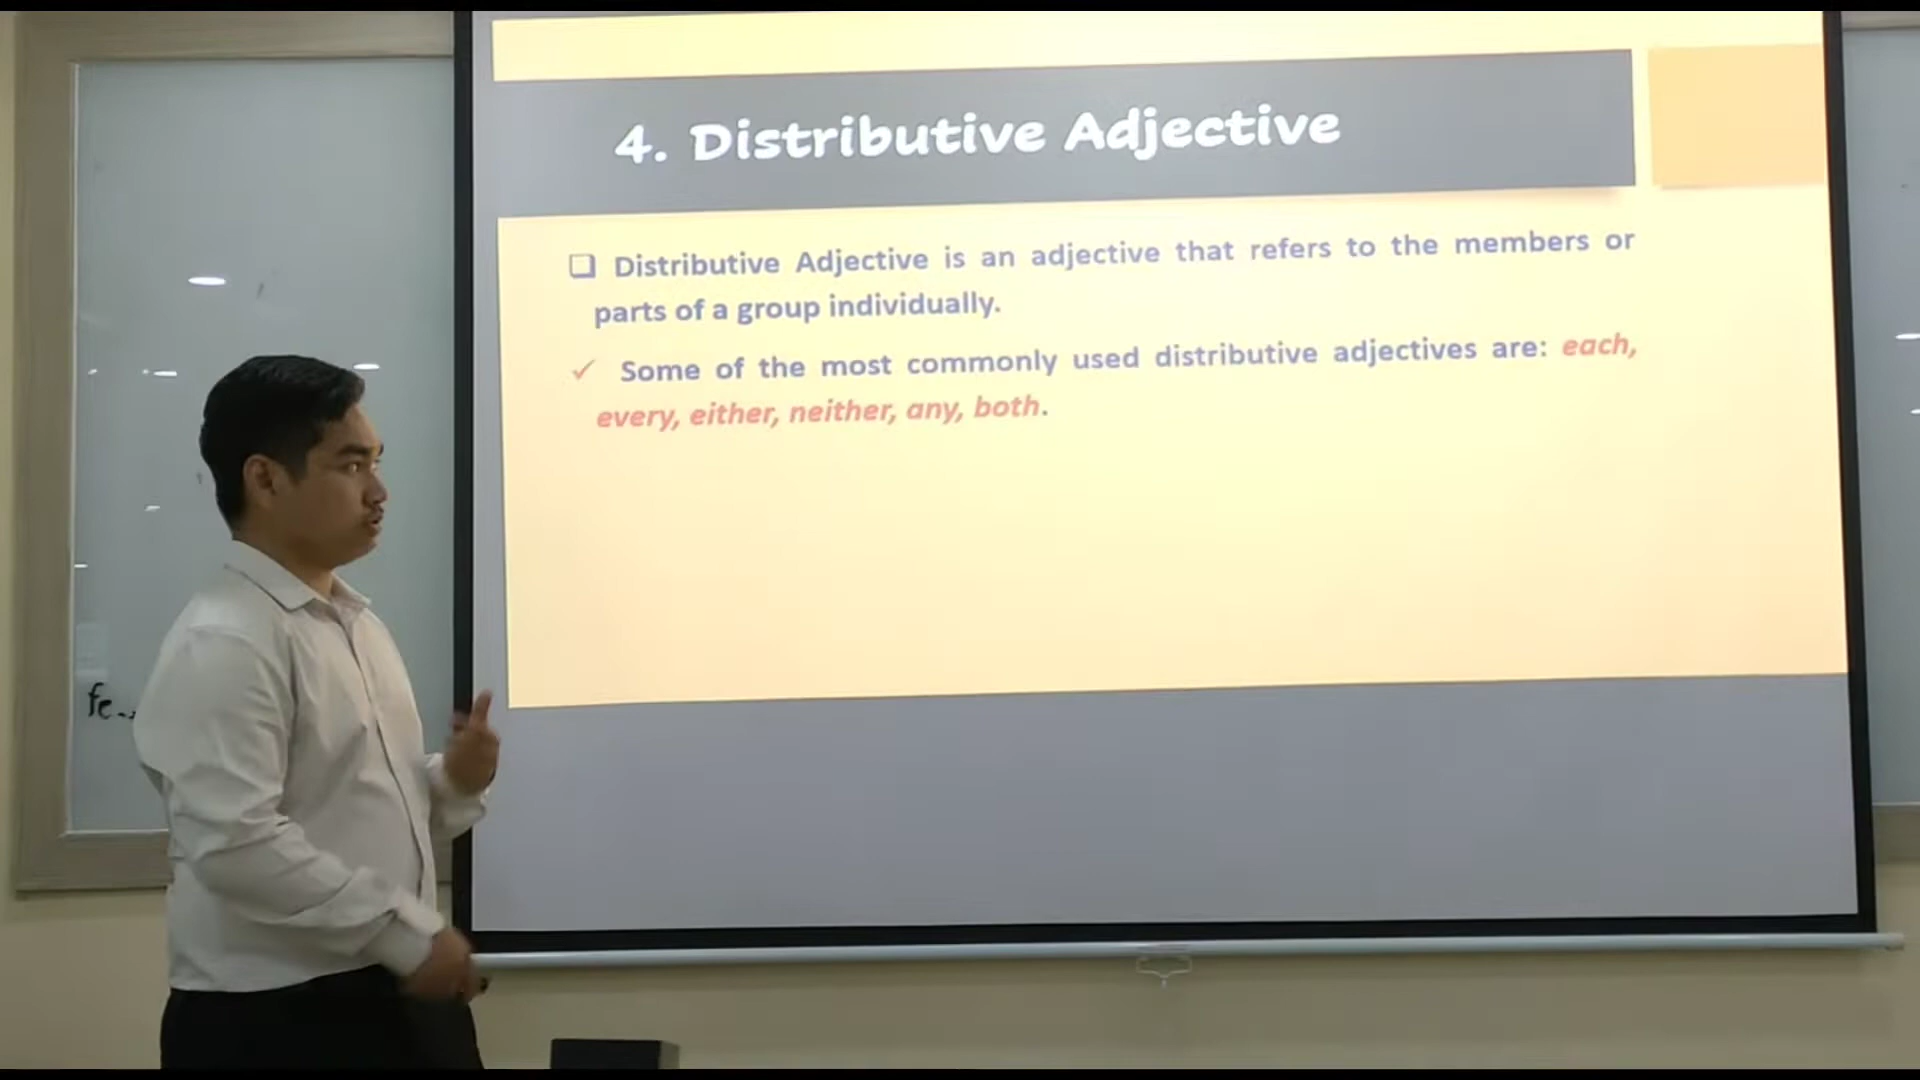 4. Distributive Adjective
Distributive Adjective is an adjective that refers to the members or
parts of a group individually.
Some of the most commonly used distributive adjectives are: each,
every, either, neither, any, both.